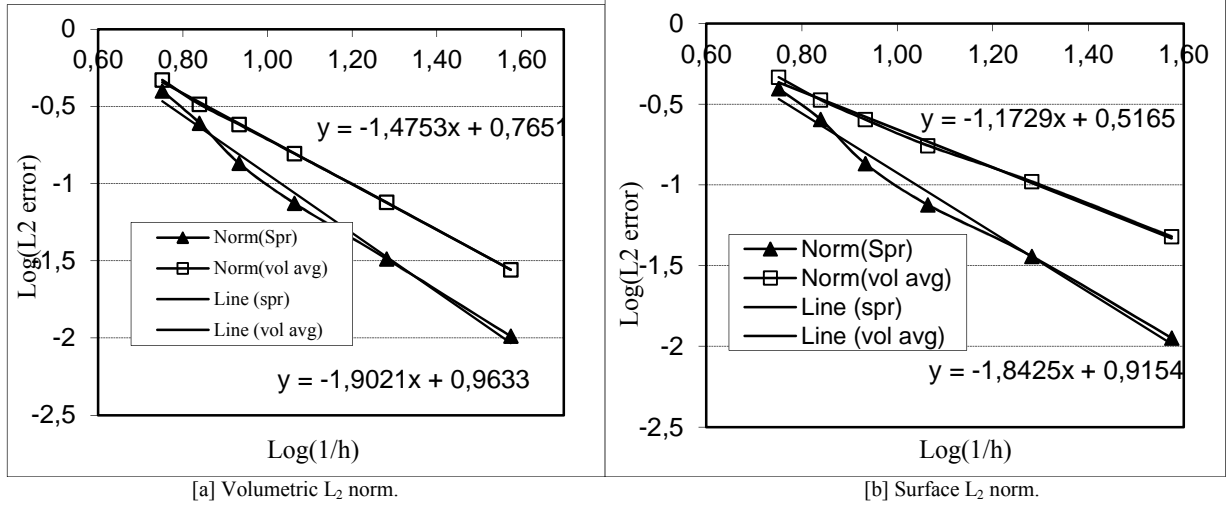 0
0,60 0,80 1,00 1,20 1,40 1,60
-0,5
-1
-1,5
-2
-2,5
Log(L2 error)
y = -1,4753x + 0,7651
Norm(Spr)
Norm(vol avg)
Line (spr)
Line (vol avg)
y = -1,9021x + 0,9633
Log(1/h)
[a] Volumetric L₂ norm.
0
0,60 0,80 1,00 1,20 1,40 1,60
-0,5
-1
-1,5
-2
-2,5
Log(L2 error)
y = -1,1729x + 0,5165
Norm(Spr)
Norm(vol avg)
Line (spr)
Line (vol avg)
y = -1,8425x + 0,9154
Log(1/h)
[b] Surface L₂ norm.